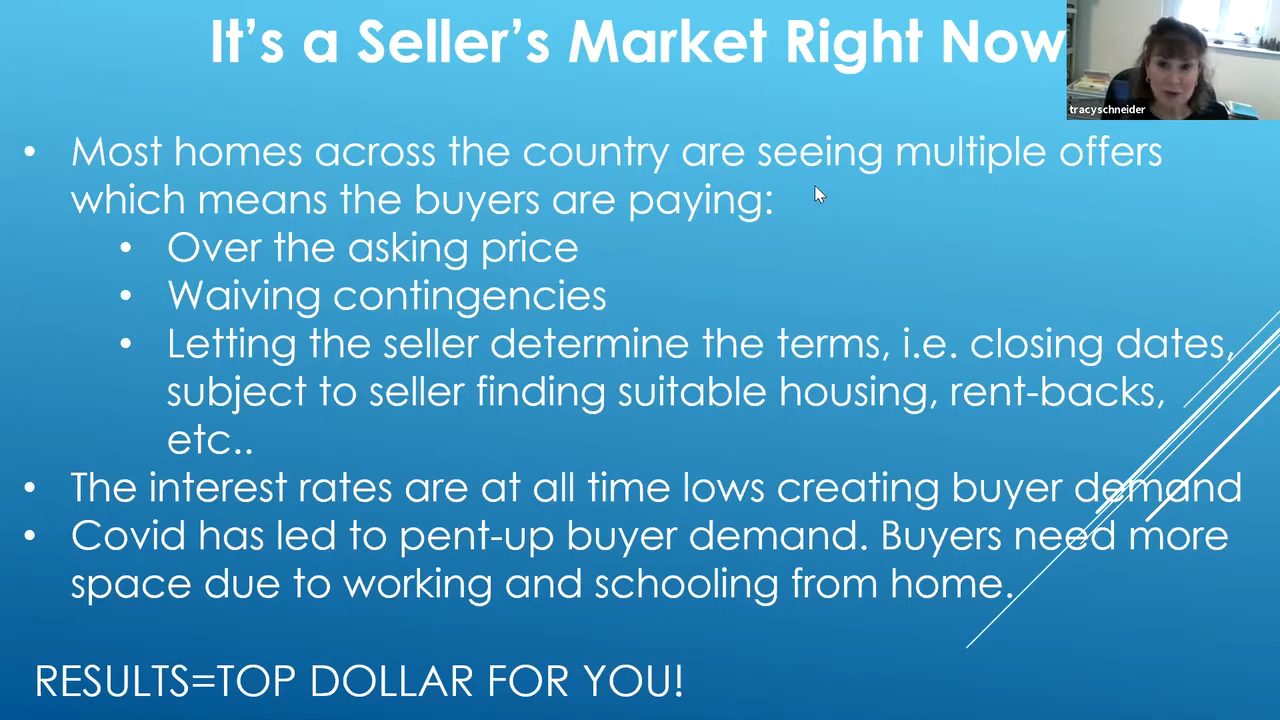 It's a Seller's Market Right Now
tracyschneider
• Most homes across the country are seeing multiple offers
which means the buyers are paying:
• Over the asking price
• Waiving contingencies
• Letting the seller determine the terms, i.e. closing dates,
subject to seller finding suitable housing, rent-backs,
etc..
• The interest rates are at all time lows creating buyer demand
• Covid has led to pent-up buyer demand. Buyers need more
space due to working and schooling from home.
RESULTS=TOP DOLLAR FOR YOU!